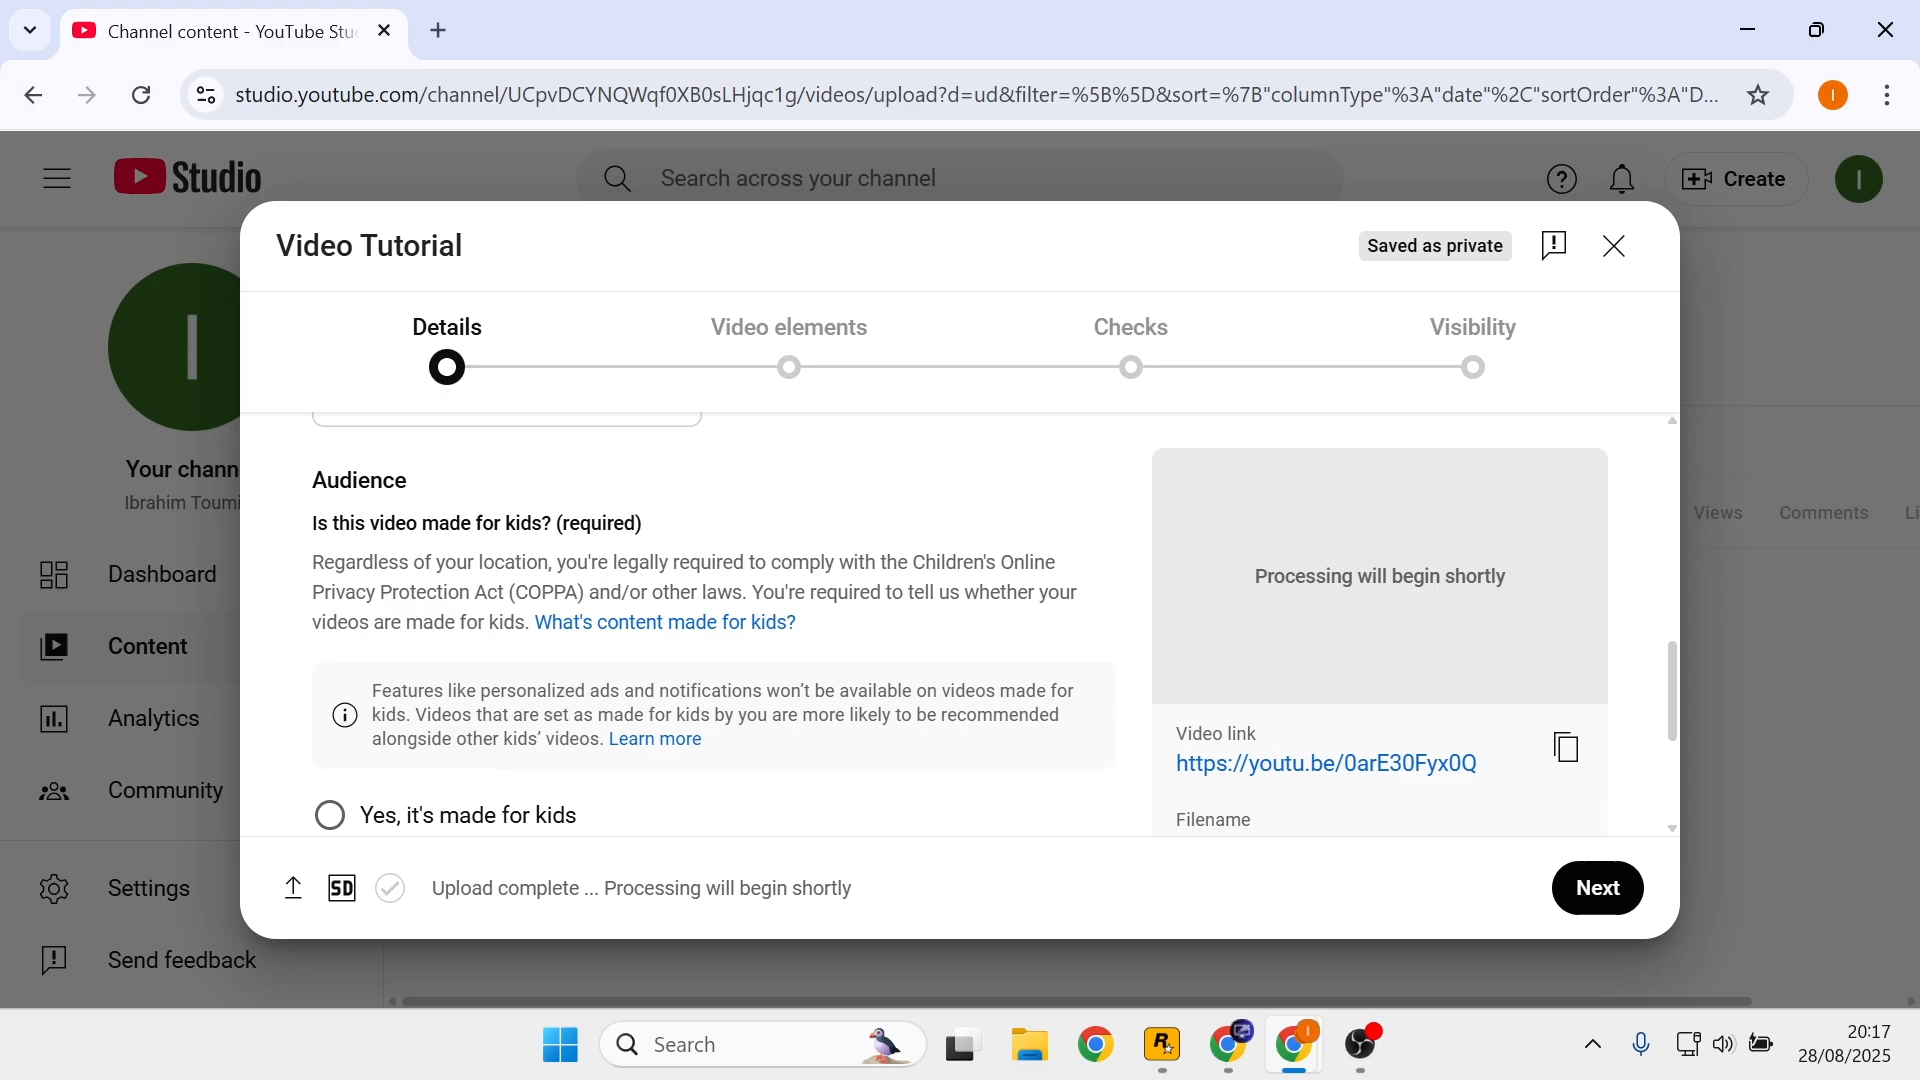 Channel content - YouTube Stu
studio.youtube.com/channel/UCpvDCYNQWqf0XB0sLHjqc1g/videos/upload?d=ud&filter=%5B%5D&sort=%7B"columnType"%3A"date"%2C"sortOrder"%3A"D...
I
Studio
Search across your channel
Create
I
Video Tutorial
Saved as private
Details
Video elements
Checks
Visibility
I
Your chann
Ibrahim Toumi
Dashboard
Content
Analytics
Community
Settings
Send feedback
Audience
Is this video made for kids? (required)
Regardless of your location, you're legally required to comply with the Children's Online
Privacy Protection Act (COPPA) and/or other laws. You're required to tell us whether your
videos are made for kids. What's content made for kids?
Features like personalized ads and notifications won't be available on videos made for
kids. Videos that are set as made for kids by you are more likely to be recommended
alongside other kids' videos. Learn more
Yes, it's made for kids
Processing will begin shortly
Video link
https://youtu.be/0arE30Fyx0Q
Filename
Views
Comments
Li
SD
Upload complete ... Processing will begin shortly
Next
Search
R
I
20:17
28/08/2025